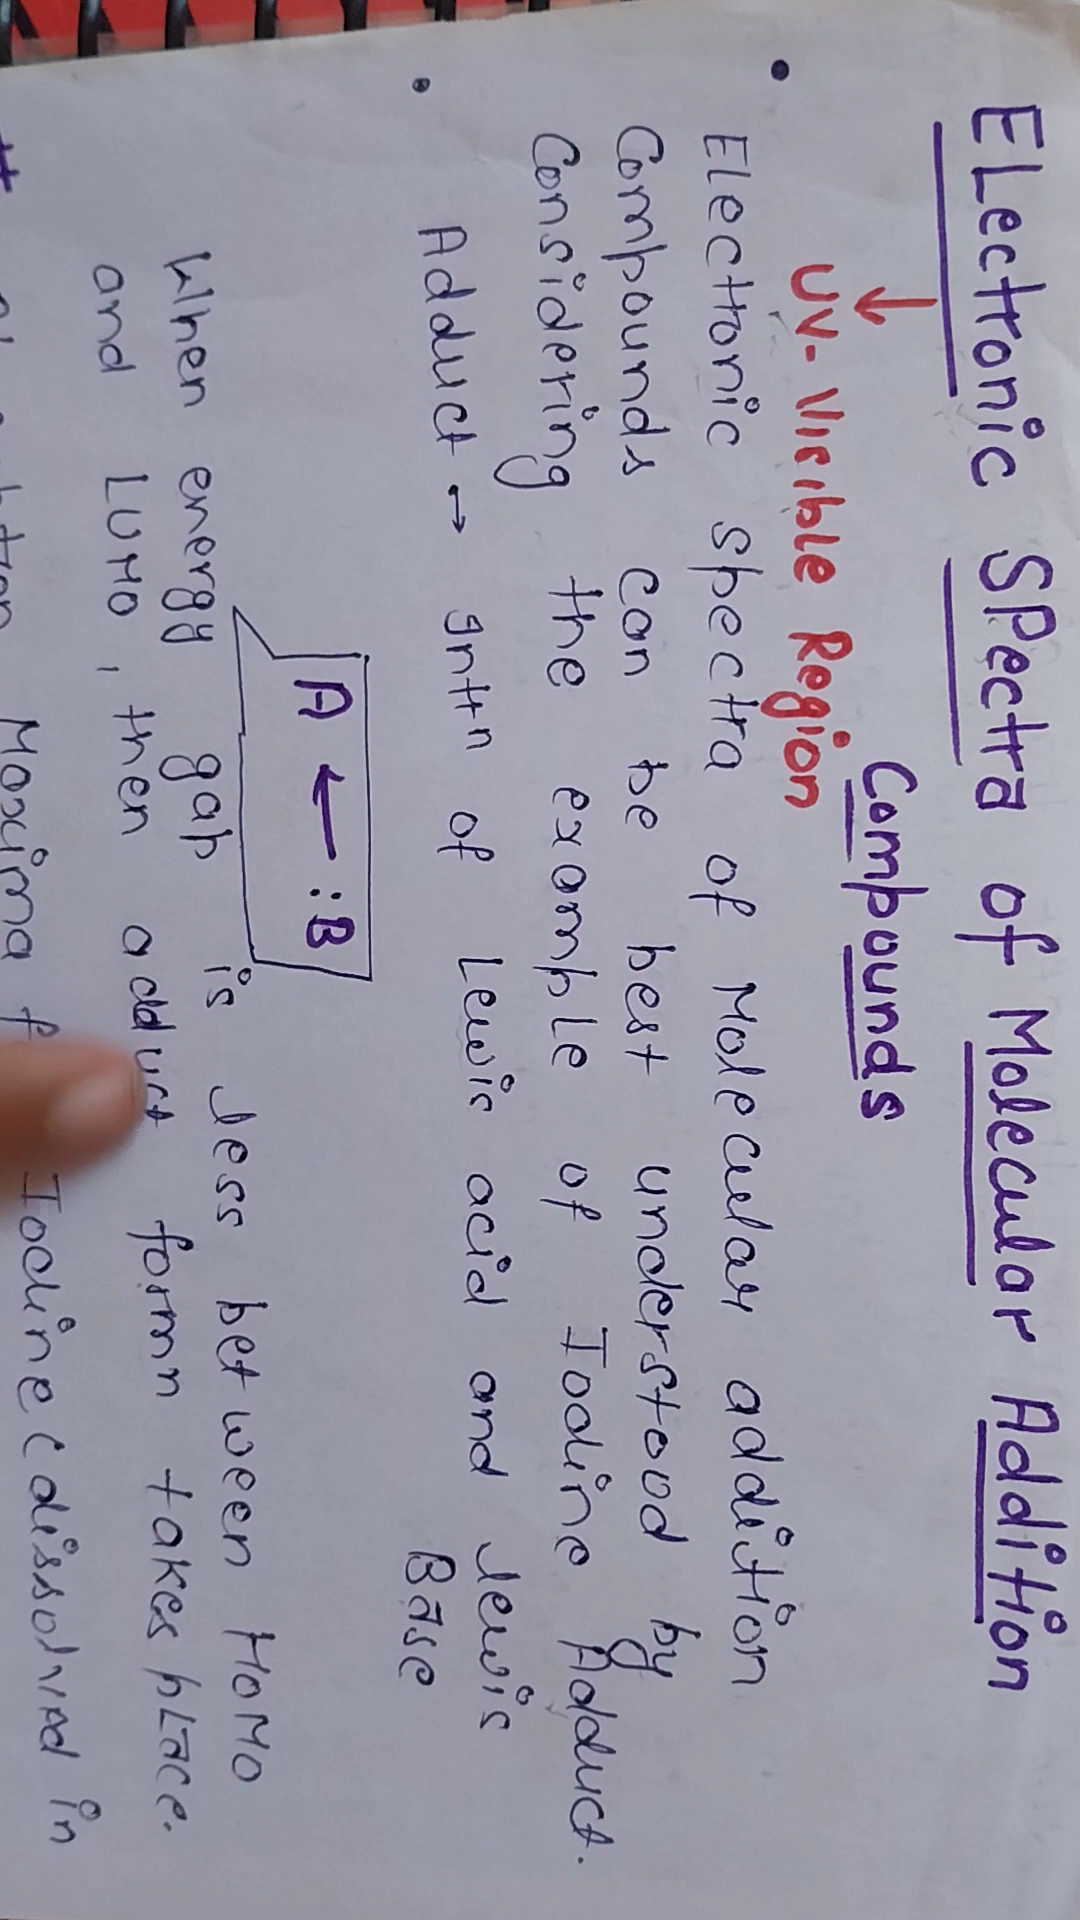 Electronic Spectra of Molecular Addition
Compounds
↓
UV-Visible Region
• Electronic spectra of Molecular addition
Compounds can be best understood by
Considering the example of Iodine Adduct.
• Adduct → Intrn of Lewis acid and lewis
Base
A ← :B
When energy gap is less between HOMO
and LUMO, then adduct formn takes place.
Maxima Iodine (dissolved in